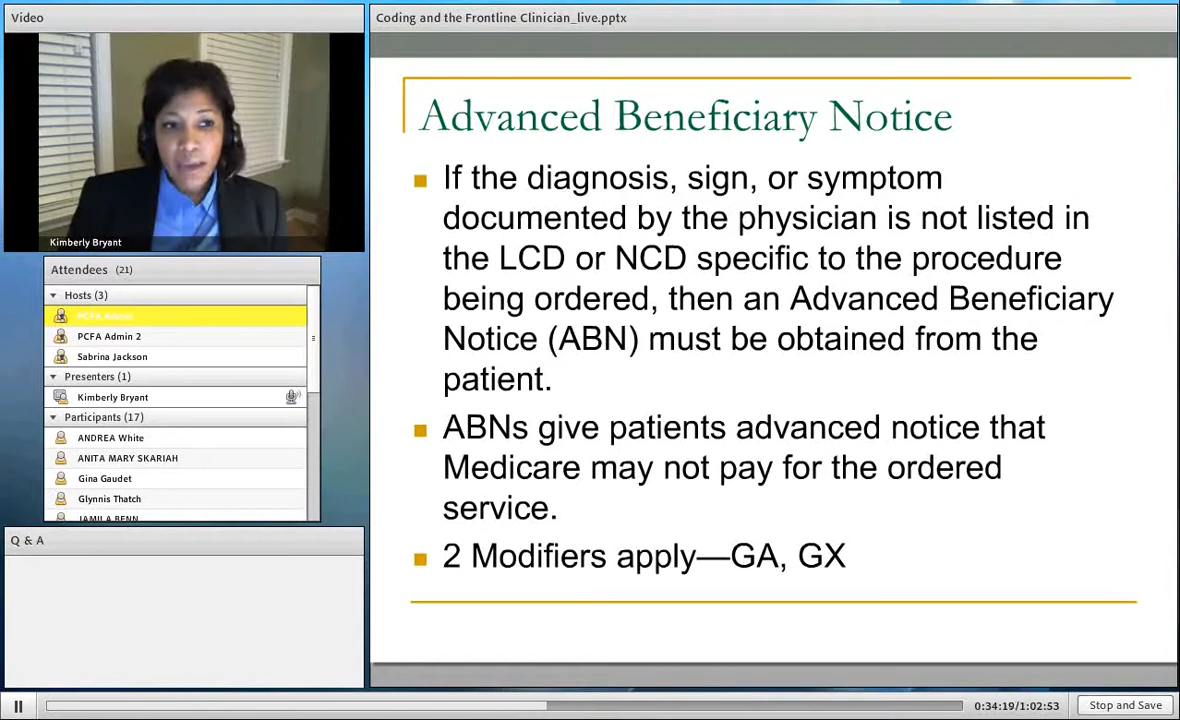 Video
Kimberly Bryant
Attendees (21)
Hosts (3)
PCFA Admin
PCFA Admin 2
Sabrina Jackson
Presenters (1)
Kimberly Bryant
Participants (17)
ANDREA White
ANITA MARY SKARIAH
Gina Gaudet
Glynnis Thatch
JAMILA BENN
Q & A
Coding and the Frontline Clinician_live.pptx
Advanced Beneficiary Notice
If the diagnosis, sign, or symptom
documented by the physician is not listed in
the LCD or NCD specific to the procedure
being ordered, then an Advanced Beneficiary
Notice (ABN) must be obtained from the
patient.
ABNs give patients advanced notice that
Medicare may not pay for the ordered
service.
2 Modifiers apply—GA, GX
0:34:19/1:02:53
Stop and Save